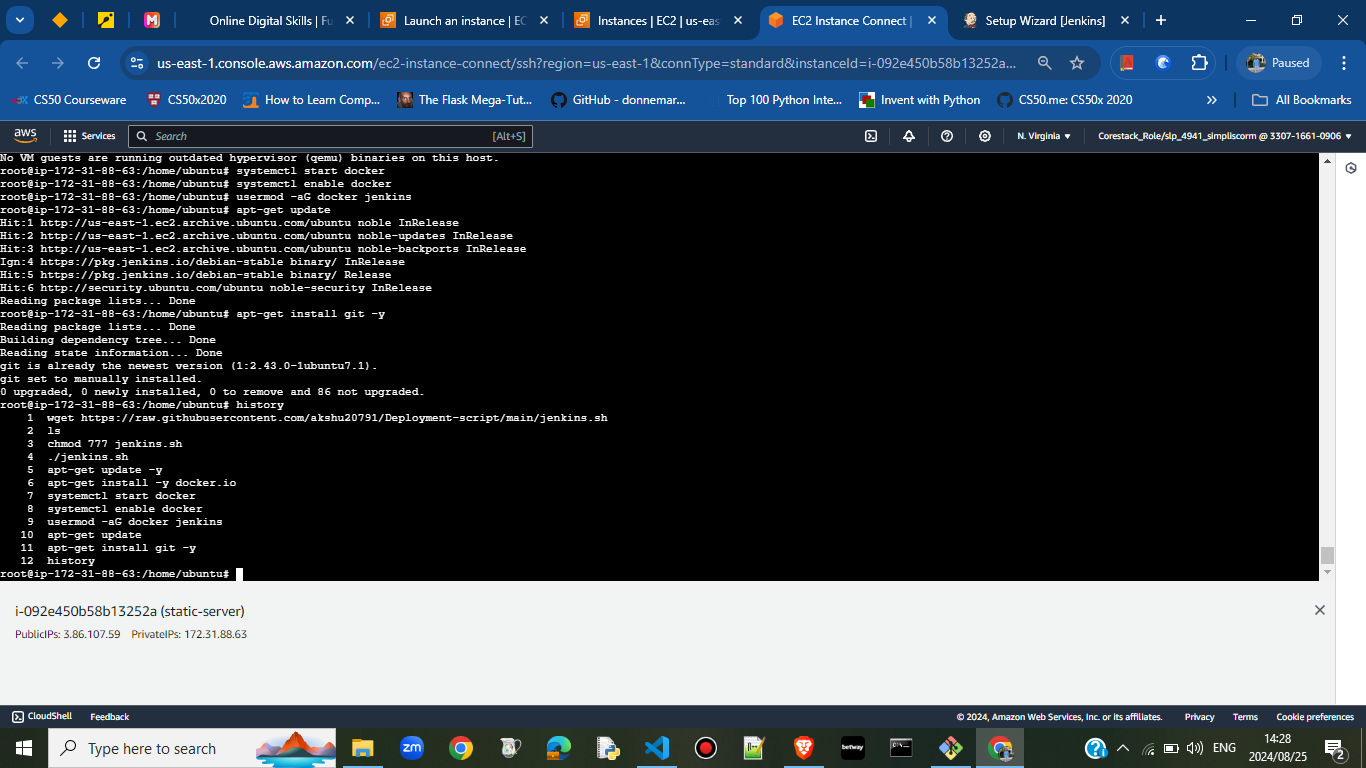 Online Digital Skills | Fu
Launch an instance | EC
Instances | EC2 | us-eas
EC2 Instance Connect |
Setup Wizard [Jenkins]
us-east-1.console.aws.amazon.com/ec2-instance-connect/ssh?region=us-east-1&connType=standard&instanceId=i-092e450b58b13252a...
Paused
CS50 Courseware
CS50x2020
How to Learn Comp...
The Flask Mega-Tut...
GitHub - donnemar...
Top 100 Python Inte...
Invent with Python
CS50.me: CS50x 2020
»
All Bookmarks
aws
Services
Search
[Alt+S]
N. Virginia
Corestack_Role/slp_4941_simpliscorm @ 3307-1661-0906
No VM guests are running outdated hypervisor (qemu) binaries on this host.
root@ip-172-31-88-63:/home/ubuntu# systemctl start docker
root@ip-172-31-88-63:/home/ubuntu# systemctl enable docker
root@ip-172-31-88-63:/home/ubuntu# usermod -aG docker jenkins
root@ip-172-31-88-63:/home/ubuntu# apt-get update
Hit:1 http://us-east-1.ec2.archive.ubuntu.com/ubuntu noble InRelease
Hit:2 http://us-east-1.ec2.archive.ubuntu.com/ubuntu noble-updates InRelease
Hit:3 http://us-east-1.ec2.archive.ubuntu.com/ubuntu noble-backports InRelease
Ign:4 https://pkg.jenkins.io/debian-stable binary/ InRelease
Hit:5 https://pkg.jenkins.io/debian-stable binary/ Release
Hit:6 http://security.ubuntu.com/ubuntu noble-security InRelease
Reading package lists... Done
root@ip-172-31-88-63:/home/ubuntu# apt-get install git -y
Reading package lists... Done
Building dependency tree... Done
Reading state information... Done
git is already the newest version (1:2.43.0-1ubuntu7.1).
git set to manually installed.
0 upgraded, 0 newly installed, 0 to remove and 86 not upgraded.
root@ip-172-31-88-63:/home/ubuntu# history
1 wget https://raw.githubusercontent.com/akshu20791/Deployment-script/main/jenkins.sh
2 ls
3 chmod 777 jenkins.sh
4 ./jenkins.sh
5 apt-get update -y
6 apt-get install -y docker.io
7 systemctl start docker
8 systemctl enable docker
9 usermod -aG docker jenkins
10 apt-get update
11 apt-get install git -y
12 history
root@ip-172-31-88-63:/home/ubuntu#
i-092e450b58b13252a (static-server)
PublicIPs: 3.86.107.59 PrivateIPs: 172.31.88.63
CloudShell
Feedback
© 2024, Amazon Web Services, Inc. or its affiliates.
Privacy
Terms
Cookie preferences
Type here to search
zm
betway
ENG
14:28
2024/08/25
2